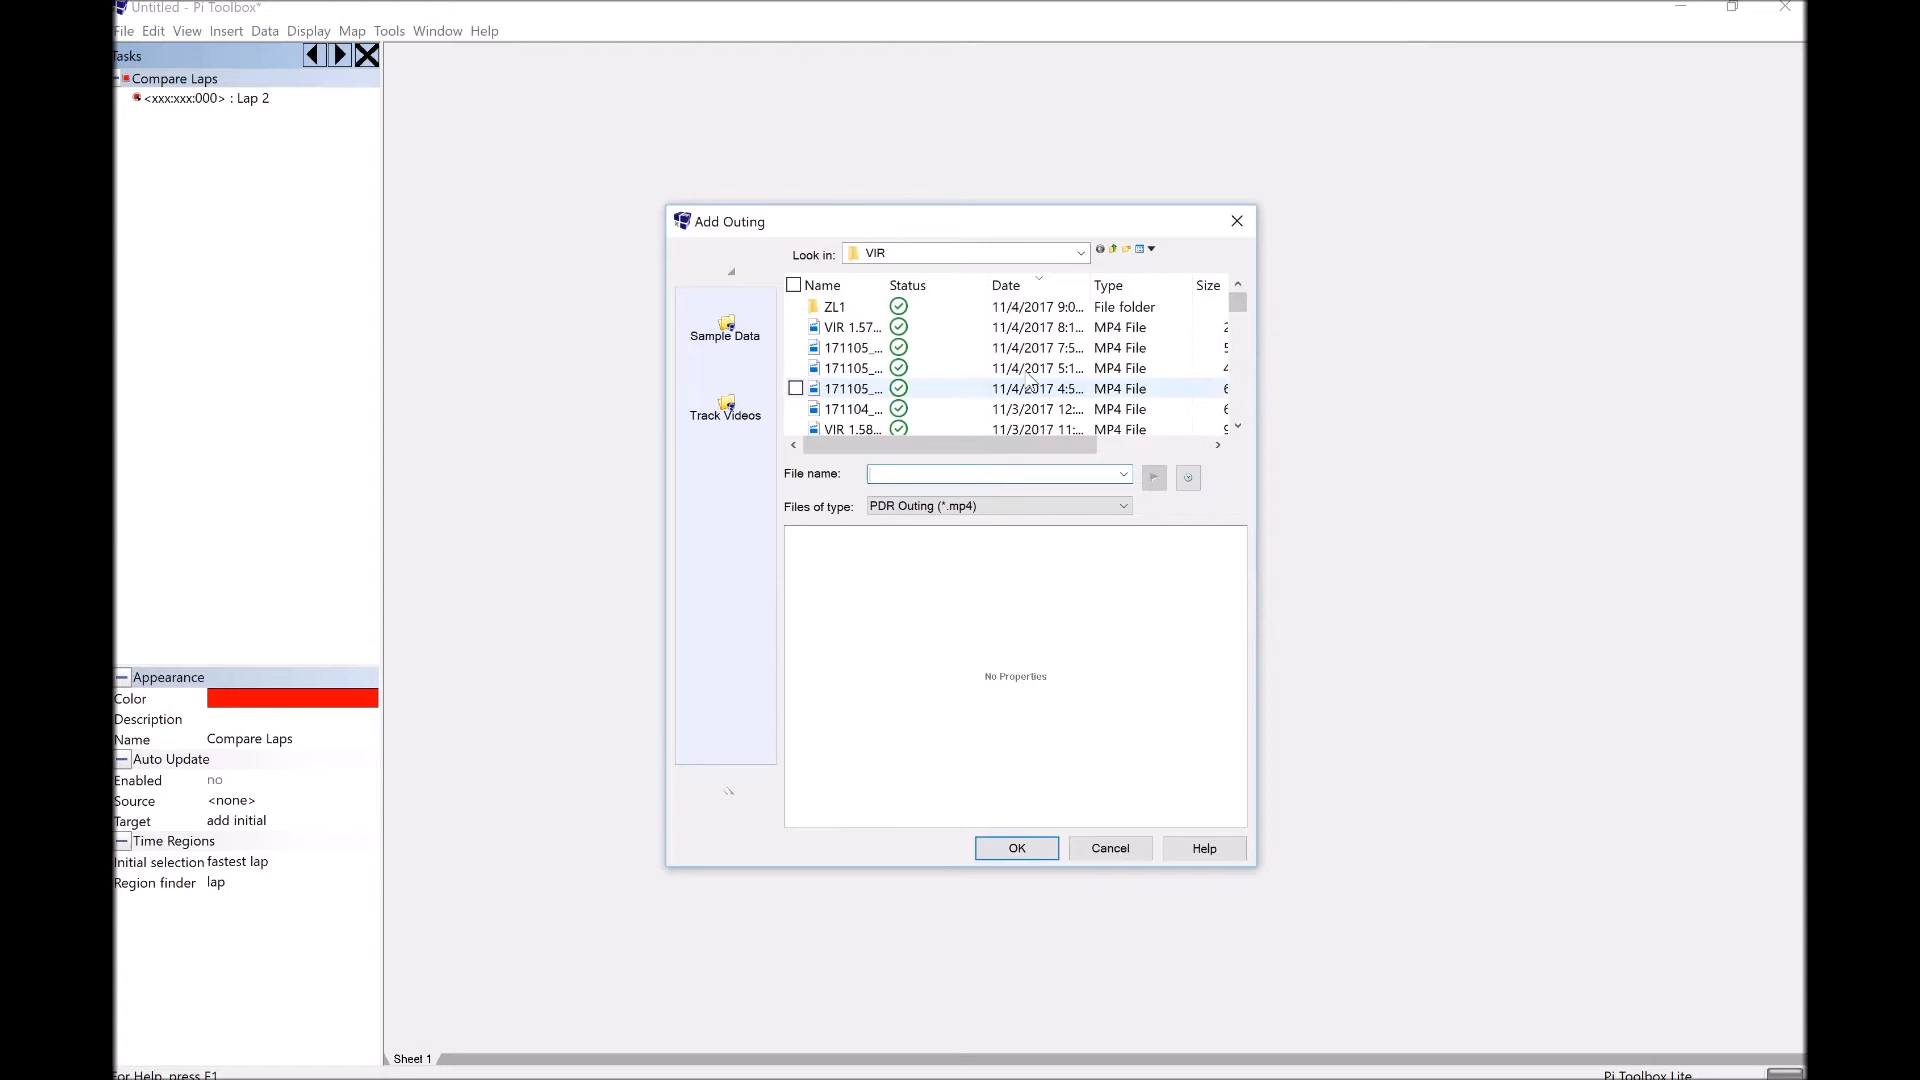 Untitled - Pi Toolbox*
File Edit View Insert Data Display Map Tools Window Help
Tasks
Compare Laps
<xxx:xxx:000> : Lap 2
Add Outing
Look in: VIR
Name Status Date Type Size
ZL1 11/4/2017 9:0... File folder
VIR 1.57... 11/4/2017 8:1... MP4 File 2
171105_... 11/4/2017 7:5... MP4 File 5
171105_... 11/4/2017 5:1... MP4 File 4
171105_... 11/4/2017 4:5... MP4 File 6
171104_... 11/3/2017 12:... MP4 File 6
VIR 1.58... 11/3/2017 11:... MP4 File 9
Sample Data
Track Videos
File name:
Files of type: PDR Outing (*.mp4)
No Properties
OK Cancel Help
Appearance
Color
Description
Name Compare Laps
Auto Update
Enabled no
Source <none>
Target add initial
Time Regions
Initial selection fastest lap
Region finder lap
Sheet 1
For Help, press F1
Pi Toolbox Lite